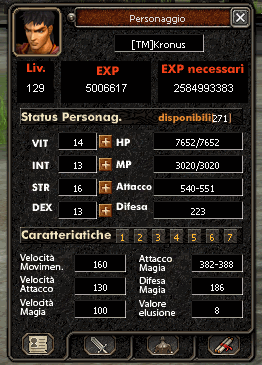 Personaggio
[TM]Kronus
Liv. EXP EXP necessari
129 5006617 2584993383
Status Personag. disponibili[271]
VIT 14 HP 7652/7652
INT 13 MP 3020/3020
STR 16 Attacco 540-551
DEX 13 Difesa 223
Caratteriatiche 1 2 3 4 5 6 7
Velocità Movimen. 160 Attacco Magia 382-388
Velocità Attacco 130 Difesa Magia 186
Velocità Magia 100 Valore elusione 8